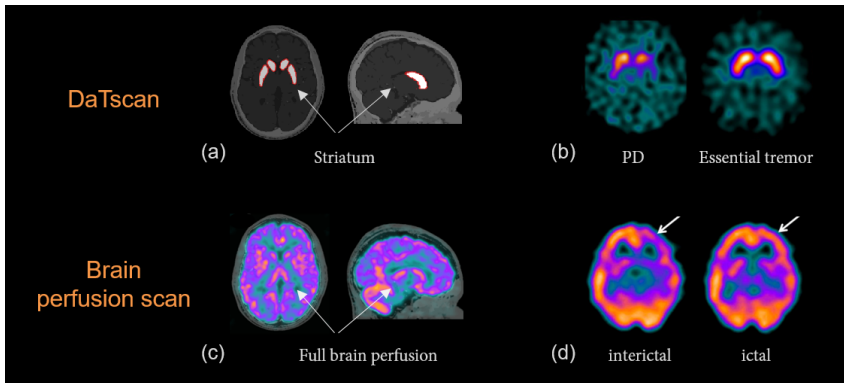 DaTscan
(a)
Striatum
(b)
PD
Essential tremor
Brain
perfusion scan
(c)
Full brain perfusion
(d)
interictal
ictal